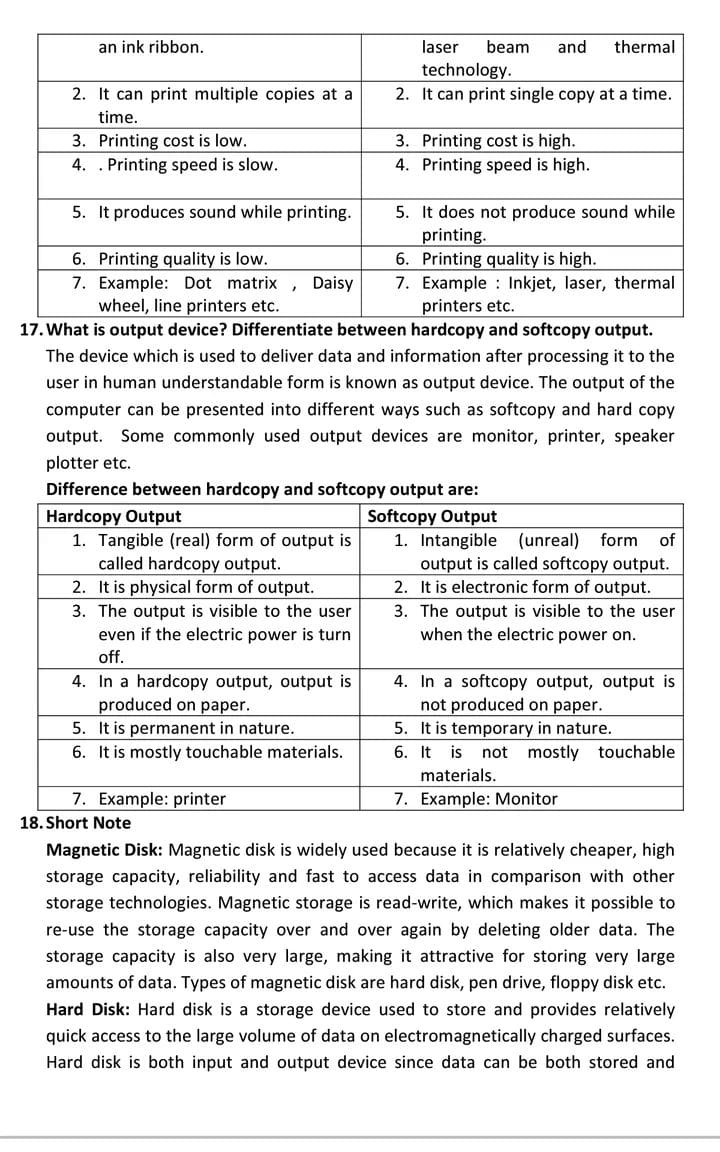 an ink ribbon.
laser beam and thermal
technology.
2. It can print multiple copies at a
time.
2. It can print single copy at a time.
3. Printing cost is low.
3. Printing cost is high.
4. . Printing speed is slow.
4. Printing speed is high.
5. It produces sound while printing.
5. It does not produce sound while
printing.
6. Printing quality is low.
6. Printing quality is high.
7. Example: Dot matrix , Daisy
wheel, line printers etc.
7. Example : Inkjet, laser, thermal
printers etc.
17. What is output device? Differentiate between hardcopy and softcopy output.
The device which is used to deliver data and information after processing it to the
user in human understandable form is known as output device. The output of the
computer can be presented into different ways such as softcopy and hard copy
output. Some commonly used output devices are monitor, printer, speaker
plotter etc.
Difference between hardcopy and softcopy output are:
Hardcopy Output
Softcopy Output
1. Tangible (real) form of output is
called hardcopy output.
1. Intangible (unreal) form of
output is called softcopy output.
2. It is physical form of output.
2. It is electronic form of output.
3. The output is visible to the user
even if the electric power is turn
off.
3. The output is visible to the user
when the electric power on.
4. In a hardcopy output, output is
produced on paper.
4. In a softcopy output, output is
not produced on paper.
5. It is permanent in nature.
5. It is temporary in nature.
6. It is mostly touchable materials.
6. It is not mostly touchable
materials.
7. Example: printer
7. Example: Monitor
18. Short Note
Magnetic Disk: Magnetic disk is widely used because it is relatively cheaper, high
storage capacity, reliability and fast to access data in comparison with other
storage technologies. Magnetic storage is read-write, which makes it possible to
re-use the storage capacity over and over again by deleting older data. The
storage capacity is also very large, making it attractive for storing very large
amounts of data. Types of magnetic disk are hard disk, pen drive, floppy disk etc.
Hard Disk: Hard disk is a storage device used to store and provides relatively
quick access to the large volume of data on electromagnetically charged surfaces.
Hard disk is both input and output device since data can be both stored and